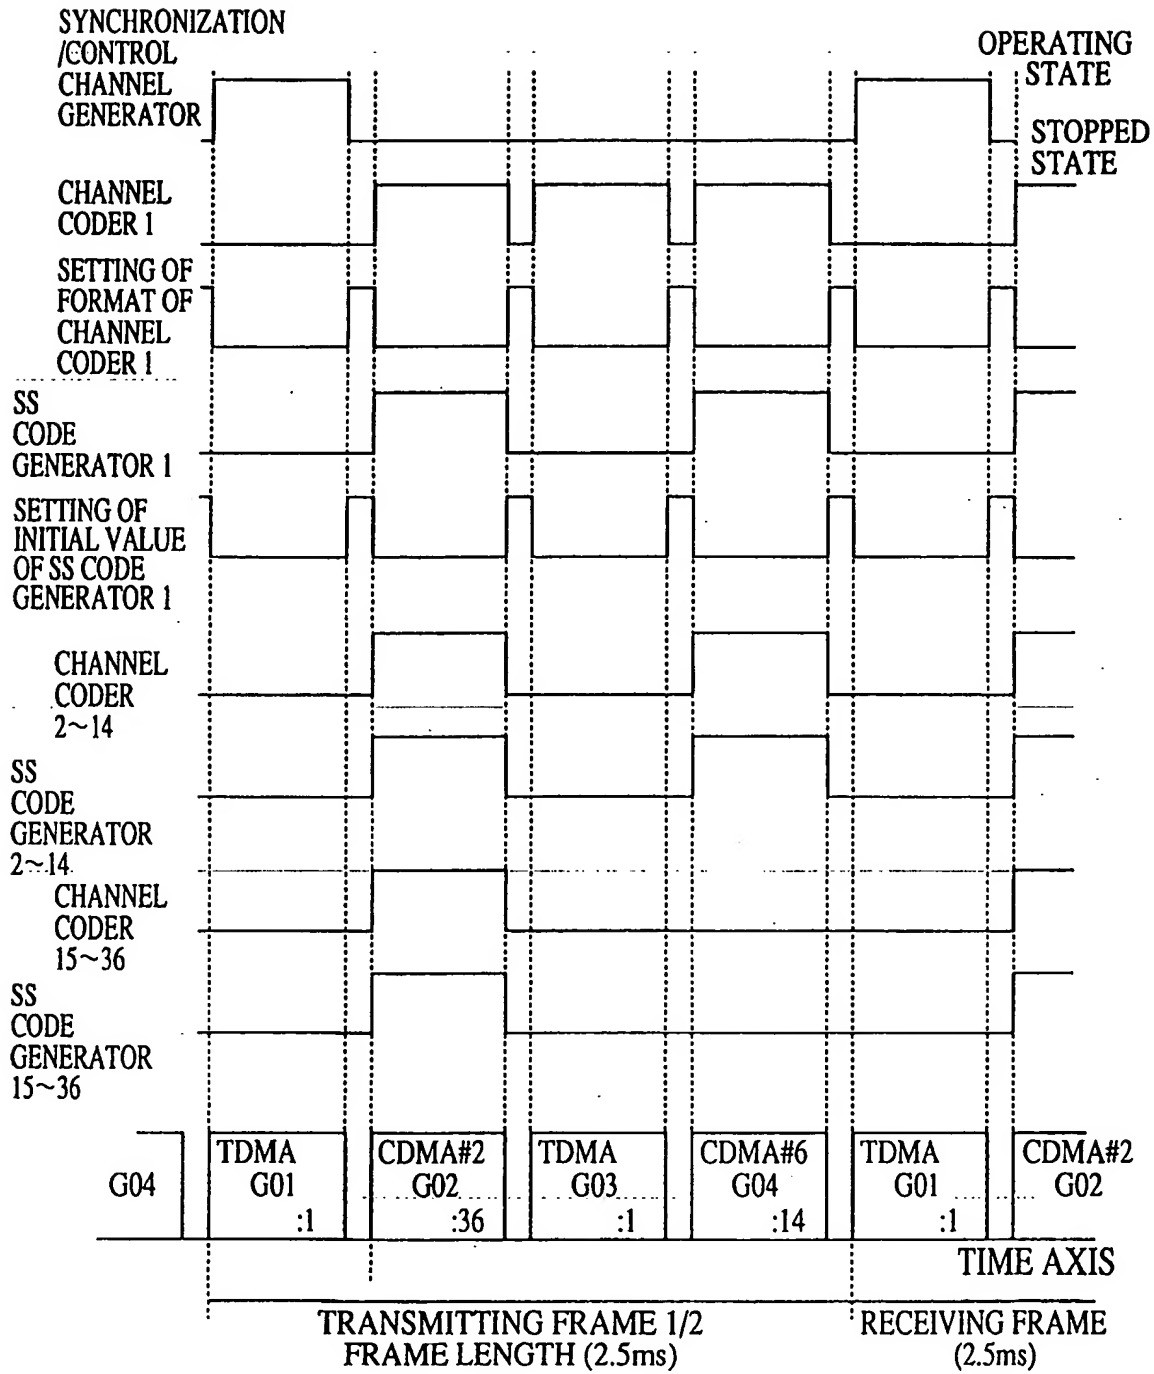 SYNCHRONIZATION
/CONTROL
CHANNEL
GENERATOR
OPERATING
STATE
STOPPED
STATE
CHANNEL
CODER 1
SETTING OF
FORMAT OF
CHANNEL
CODER 1
SS
CODE
GENERATOR 1
SETTING OF
INITIAL VALUE
OF SS CODE
GENERATOR 1
CHANNEL
CODER
2~14
SS
CODE
GENERATOR
2~14
CHANNEL
CODER
15~36
SS
CODE
GENERATOR
15~36
G04
TDMA
G01
:1
CDMA#2
G02
:36
TDMA
G03
:1
CDMA#6
G04
:14
TDMA
G01
:1
CDMA#2
G02
TIME AXIS
TRANSMITTING FRAME 1/2
FRAME LENGTH (2.5ms)
RECEIVING FRAME
(2.5ms)